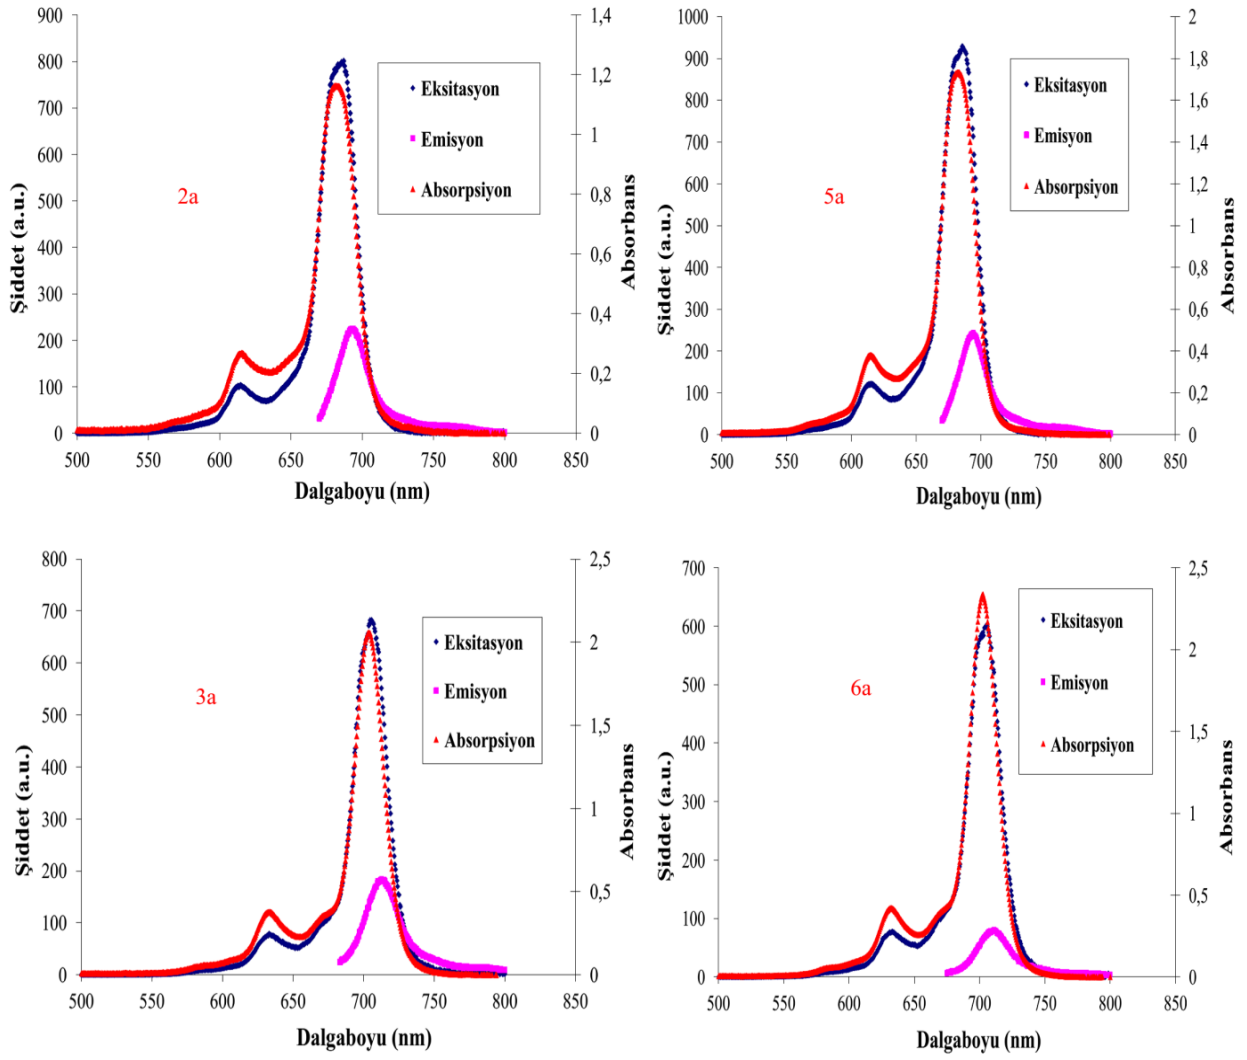 900
800
700
600
500
400
300
200
100
0
Şiddet (a.u.)
1,4
1,2
1
0,8
0,6
0,4
0,2
0
Absorbans
Eksitasyon
Emisyon
Absorpsiyon
2a
500 550 600 650 700 750 800 850
Dalgaboyu (nm)
1000
900
800
700
600
500
400
300
200
100
0
Şiddet (a.u.)
2
1,8
1,6
1,4
1,2
1
0,8
0,6
0,4
0,2
0
Absorbans
Eksitasyon
Emisyon
Absorpsiyon
5a
500 550 600 650 700 750 800 850
Dalgaboyu (nm)
800
700
600
500
400
300
200
100
0
Şiddet (a.u.)
2,5
2
1,5
1
0,5
0
Absorbans
Eksitasyon
Emisyon
Absorpsiyon
3a
500 550 600 650 700 750 800 850
Dalgaboyu (nm)
700
600
500
400
300
200
100
0
Şiddet (a.u.)
2,5
2
1,5
1
0,5
0
Absorbans
Eksitasyon
Emisyon
Absorpsiyon
6a
500 550 600 650 700 750 800 850
Dalgaboyu (nm)